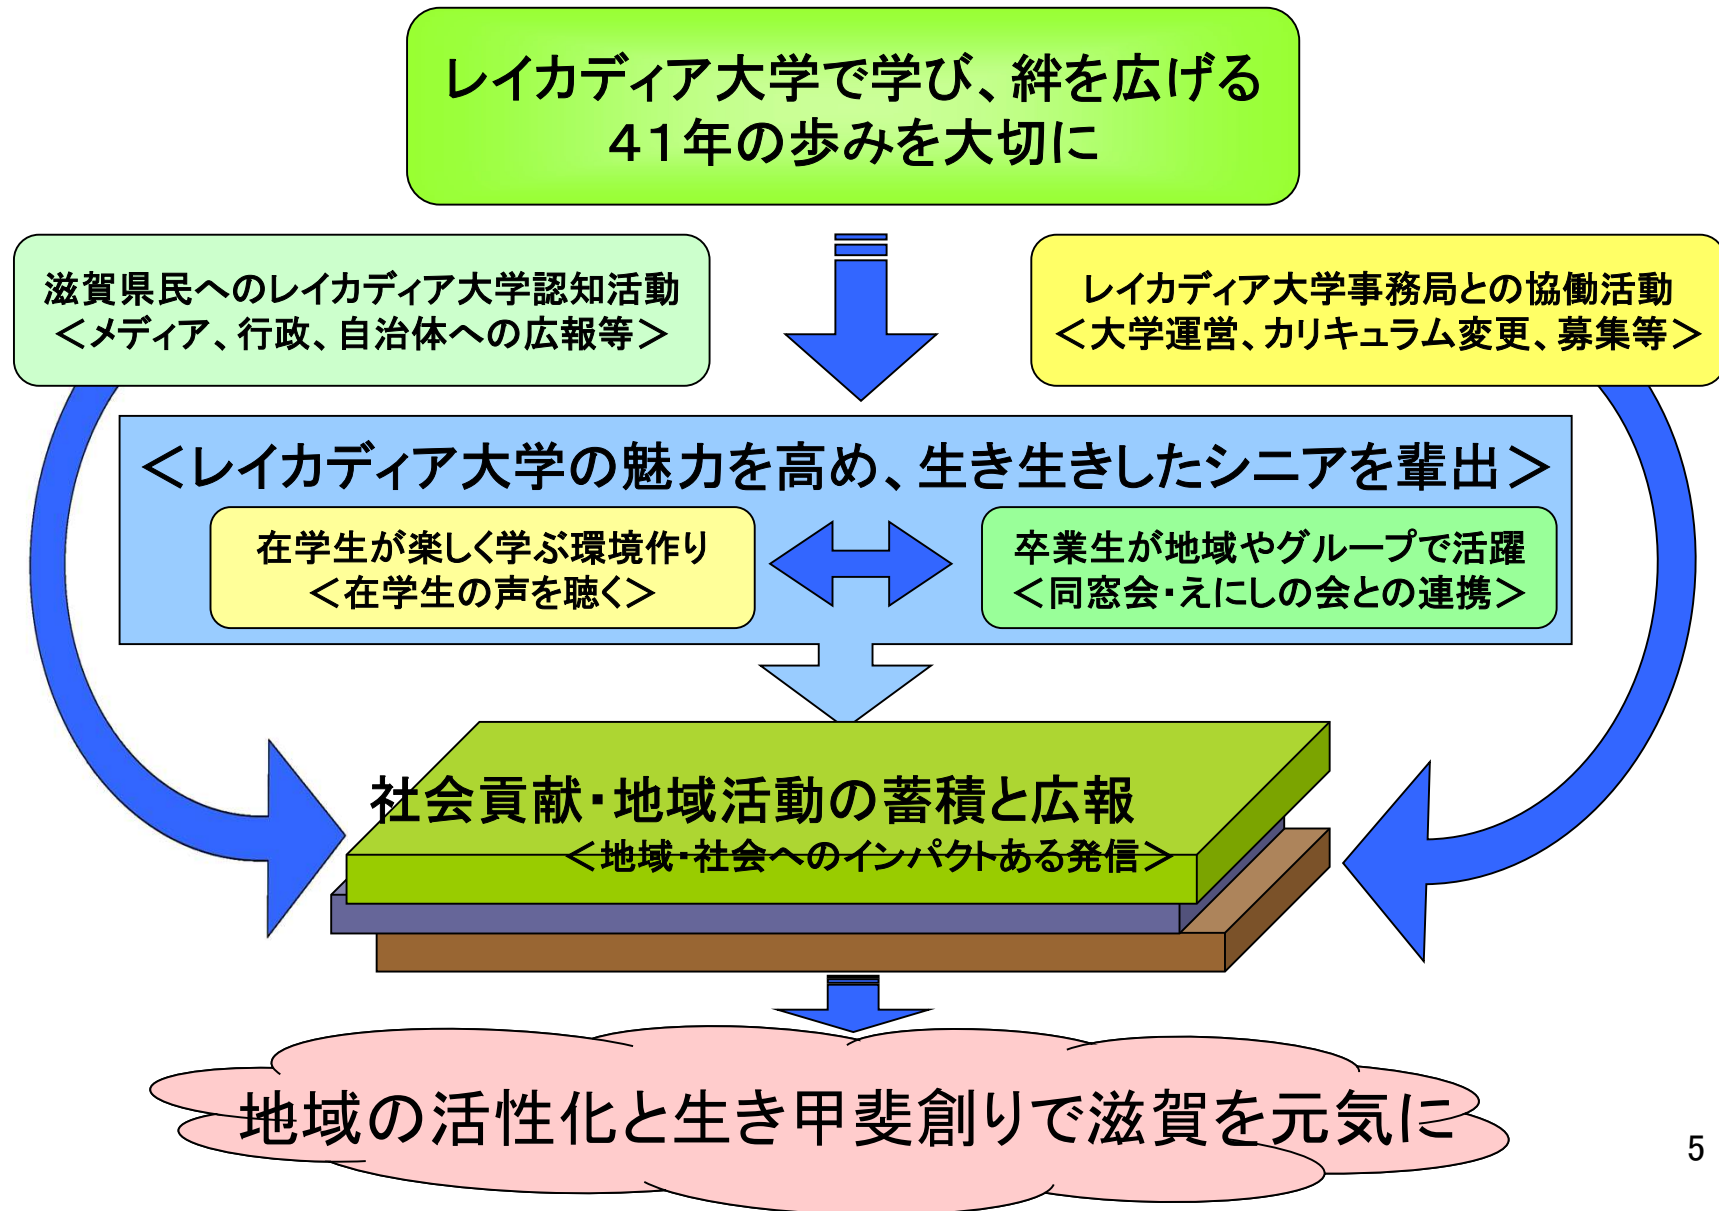 レイカディア大学で学び、絆を広げる
41年の歩みを大切に
滋賀県民へのレイカディア大学認知活動
＜メディア、行政、自治体への広報等＞
レイカディア大学事務局との協働活動
＜大学運営、カリキュラム変更、募集等＞
＜レイカディア大学の魅力を高め、生き生きしたシニアを輩出＞
在学生が楽しく学ぶ環境作り
＜在学生の声を聴く＞
卒業生が地域やグループで活躍
＜同窓会・えにしの会との連携＞
社会貢献・地域活動の蓄積と広報
＜地域・社会へのインパクトある発信＞
地域の活性化と生き甲斐創りで滋賀を元気に
5